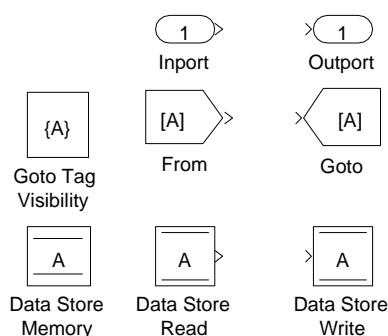 1 1
Inport Outport
{A} [A] [A]
Goto Tag
Visibility
From Goto
A A A
Data Store Data Store Data Store
Memory Read Write